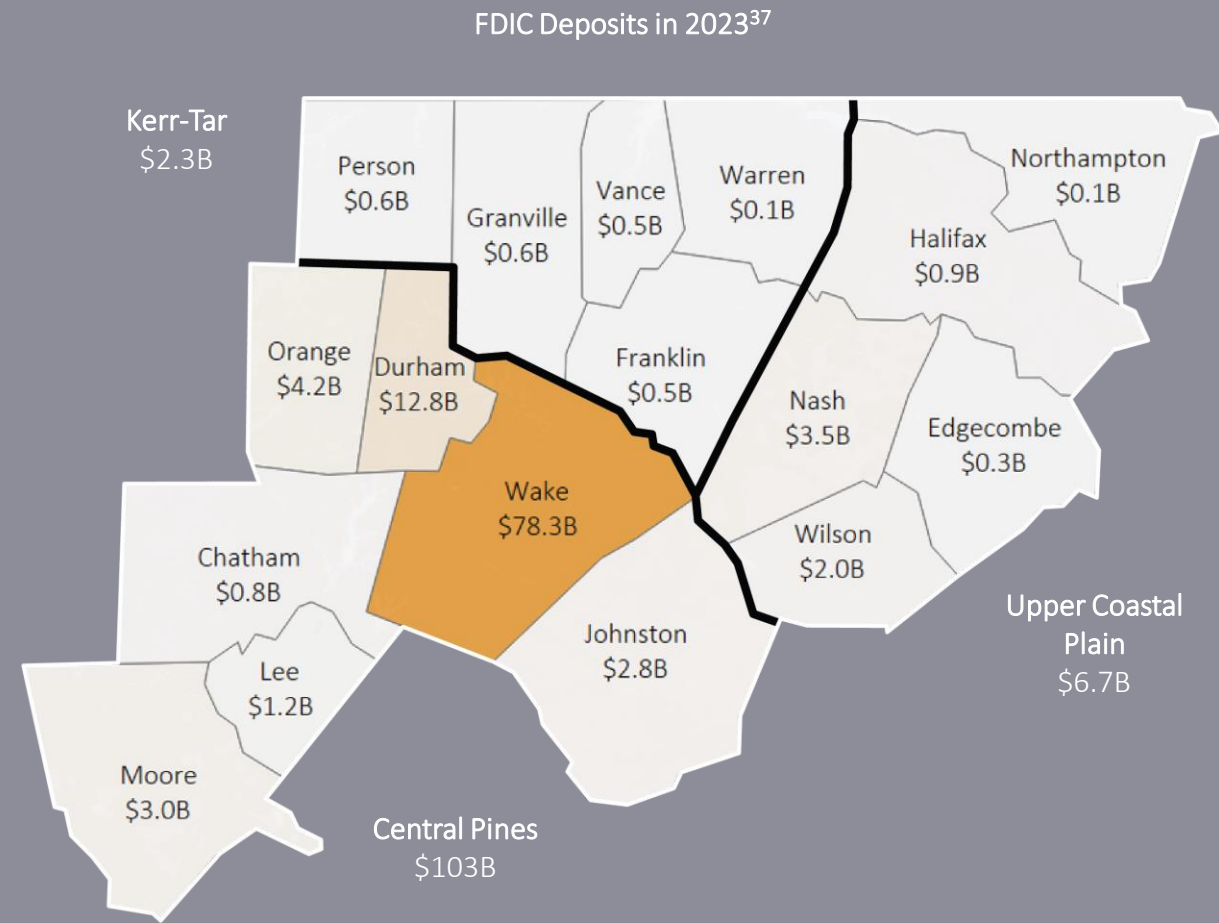 FDIC Deposits in 2023³⁷
Kerr-Tar
$2.3B
Person
$0.6B
Granville
$0.6B
Vance
$0.5B
Warren
$0.1B
Northampton
$0.1B
Halifax
$0.9B
Orange
$4.2B
Durham
$12.8B
Franklin
$0.5B
Nash
$3.5B
Edgecombe
$0.3B
Wake
$78.3B
Wilson
$2.0B
Chatham
$0.8B
Johnston
$2.8B
Upper Coastal
Plain
$6.7B
Lee
$1.2B
Moore
$3.0B
Central Pines
$103B